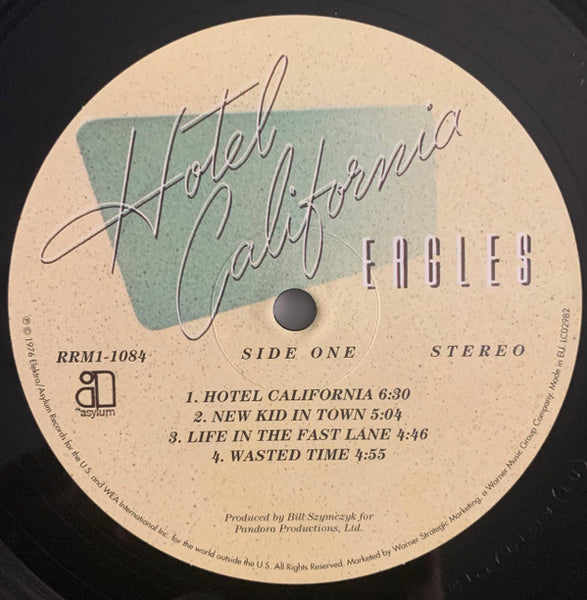 Hotel
California
EAGLES
RRM1-1084
SIDE ONE
STEREO
asylum
1. HOTEL CALIFORNIA 6:30
2. NEW KID IN TOWN 5:04
3. LIFE IN THE FAST LANE 4:46
4. WASTED TIME 4:55
Produced by Bill Szymczyk for
Pandora Productions, Ltd.
℗ © 1976 Elektra/Asylum Records for the U.S. and WEA International Inc. for the world outside the U.S. All Rights Reserved. Marketed by Warner Strategic Marketing, a Warner Music Group Company. Made in EU. LC02982